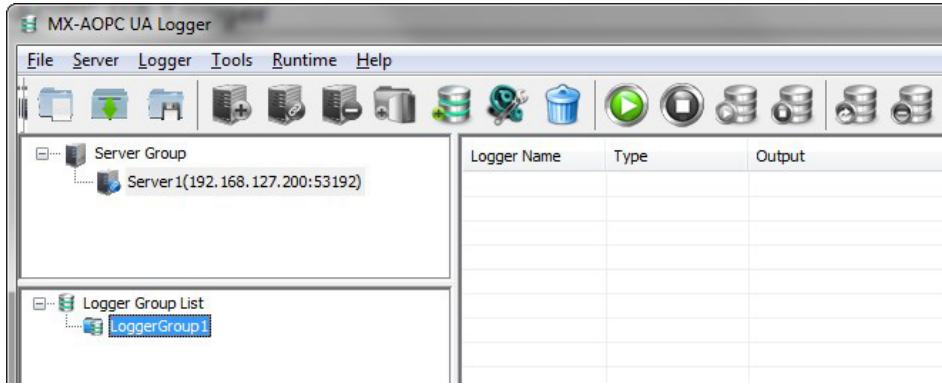 MX-AOPC UA Logger
File Server Logger Tools Runtime Help
Server Group
Server1(192.168.127.200:53192)
Logger Name Type Output
Logger Group List
LoggerGroup1